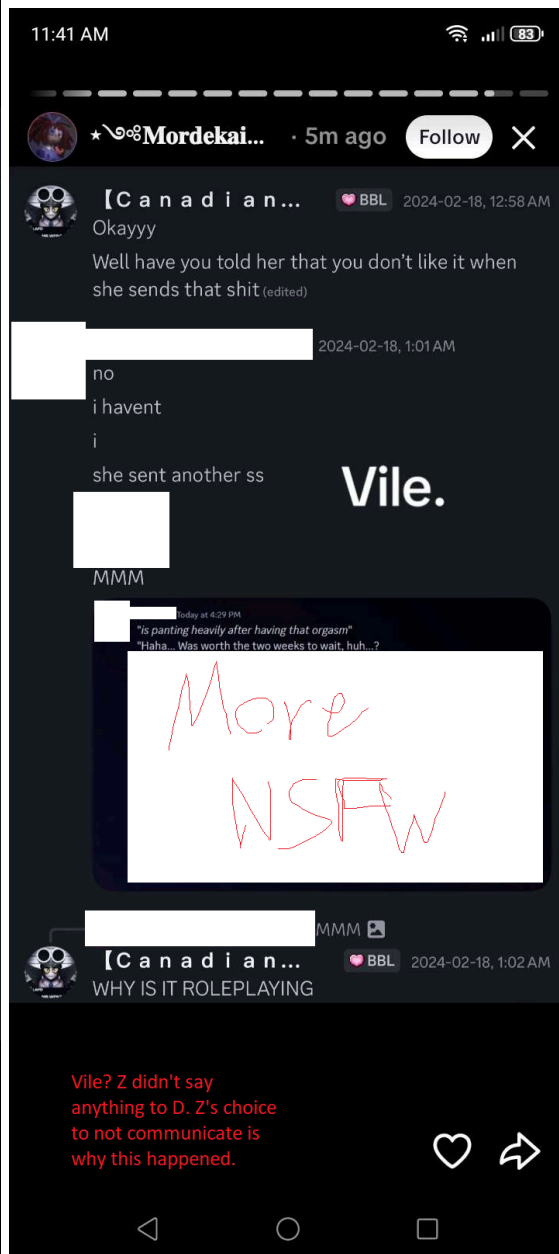 11:41 AM
83
⋆༺𓆩Mordekai... · 5m ago Follow
【C a n a d i a n... BBL 2024-02-18, 12:58 AM
Okayyy
Well have you told her that you don't like it when
she sends that shit (edited)
2024-02-18, 1:01 AM
no
i havent
i
she sent another ss
Vile.
MMM
Today at 4:29 PM
"is panting heavily after having that orgasm"
"Haha... Was worth the two weeks to wait, huh...?
More
NSFW
MMM
【C a n a d i a n... BBL 2024-02-18, 1:02 AM
WHY IS IT ROLEPLAYING
Vile? Z didn't say
anything to D. Z's choice
to not communicate is
why this happened.